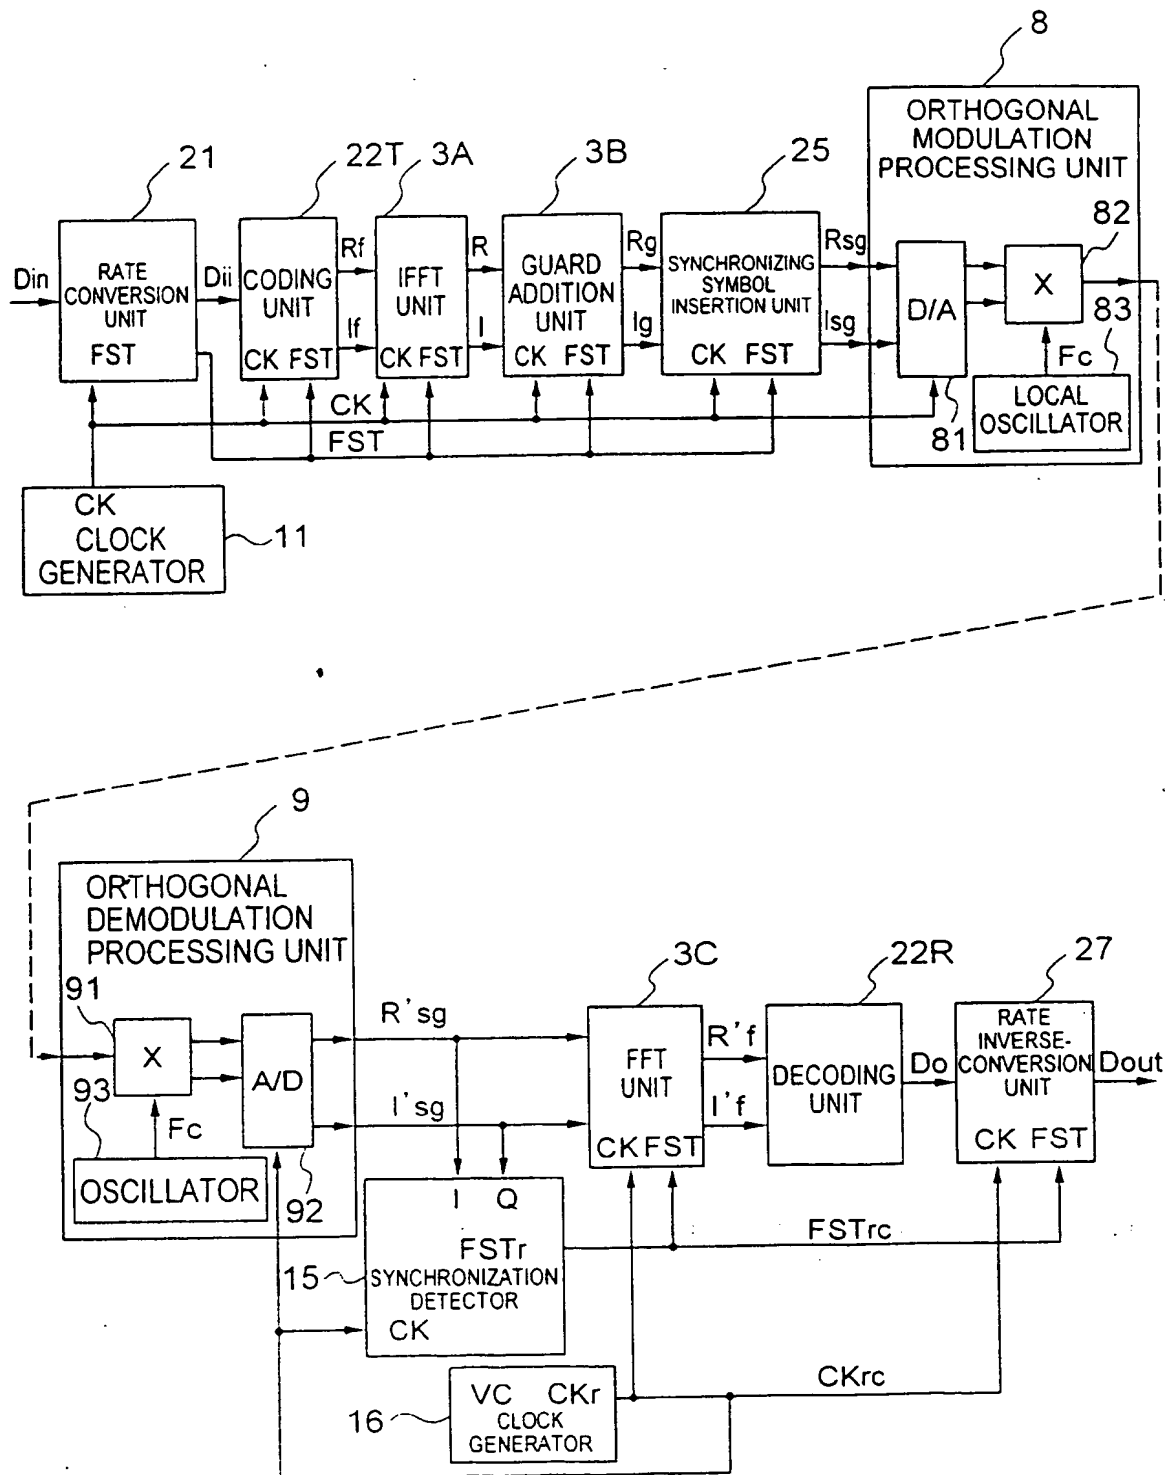 8
ORTHOGONAL
MODULATION
PROCESSING UNIT
21
22T
3A
3B
25
82
Din
RATE
CONVERSION
UNIT
FST
Dii
CODING
UNIT
CK FST
Rf
If
IFFT
UNIT
CK FST
R
I
GUARD
ADDITION
UNIT
CK FST
Rg
Ig
SYNCHRONIZING
SYMBOL
INSERTION UNIT
CK FST
Rsg
Isg
D/A
X
83
Fc
LOCAL
OSCILLATOR
81
CK
FST
CK
CLOCK
GENERATOR
11
9
ORTHOGONAL
DEMODULATION
PROCESSING UNIT
91
X
93
Fc
A/D
OSCILLATOR
92
R'sg
I'sg
3C
FFT
UNIT
CK FST
R'f
I'f
22R
DECODING
UNIT
Do
27
RATE
INVERSE-
CONVERSION
UNIT
CK FST
Dout
I Q
FSTr
15
SYNCHRONIZATION
DETECTOR
CK
FSTrc
VC CKr
16
CLOCK
GENERATOR
CKrc